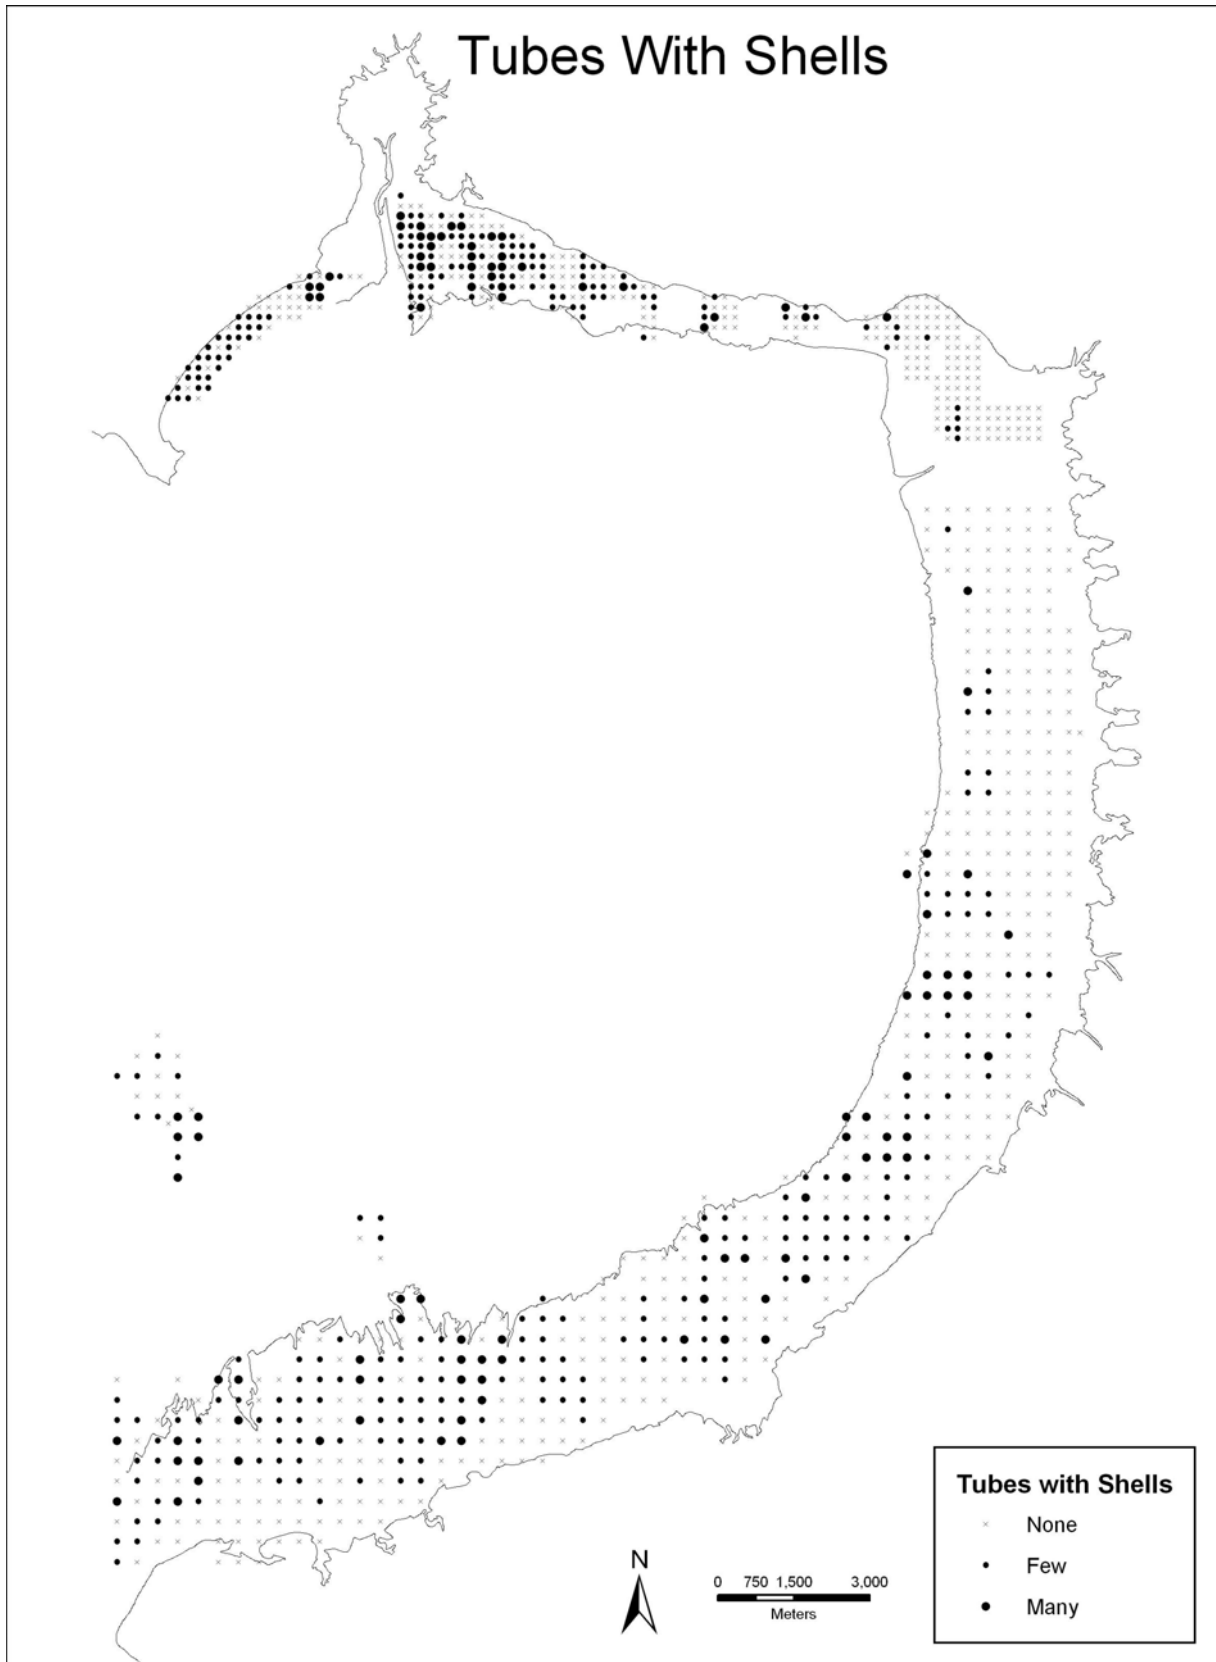 Tubes With Shells
Tubes with Shells
None
Few
Many
N
0 750 1,500 3,000
Meters